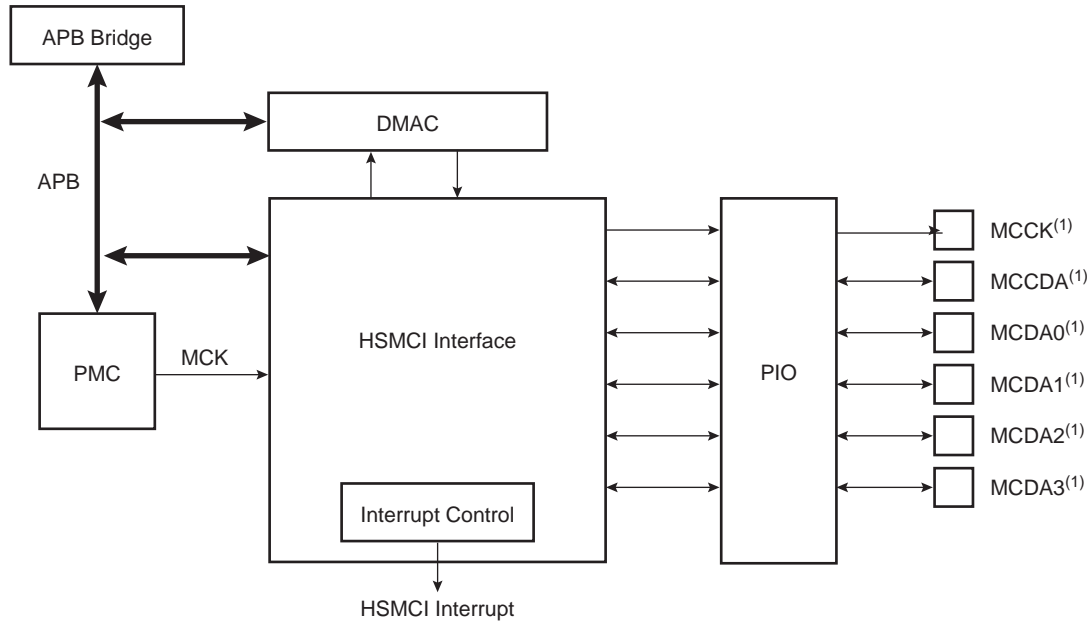 APB Bridge
DMAC
APB
MCCK(1)
MCCDA(1)
HSMCI Interface
MCDA0(1)
MCK
PMC
PIO
MCDA1(1)
MCDA2(1)
MCDA3(1)
Interrupt Control
HSMCI Interrupt